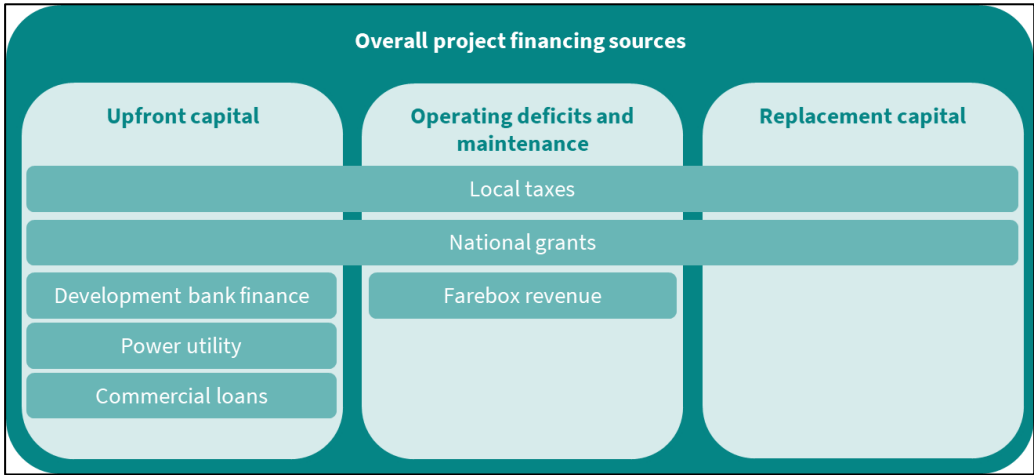 Overall project financing sources
Upfront capital
Operating deficits and
maintenance
Replacement capital
Local taxes
National grants
Development bank finance
Farebox revenue
Power utility
Commercial loans